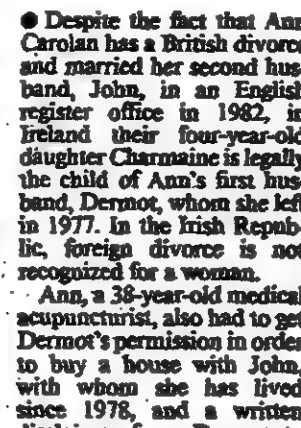 ● Despite the fact that Ann
Carolan has a British divorce
and married her second hus-
band, John, in an English
register office in 1982, in
Ireland their four-year-old
daughter Charmaine is legally
the child of Ann's first hus-
band, Dermot, whom she left
in 1977. In the Irish Repub-
lic, foreign divorce is not
recognized for a woman.
Ann, a 38-year-old medical
acupuncturist, also had to get
Dermot's permission in order
to buy a house with John,
with whom she has lived
since 1978, and a written